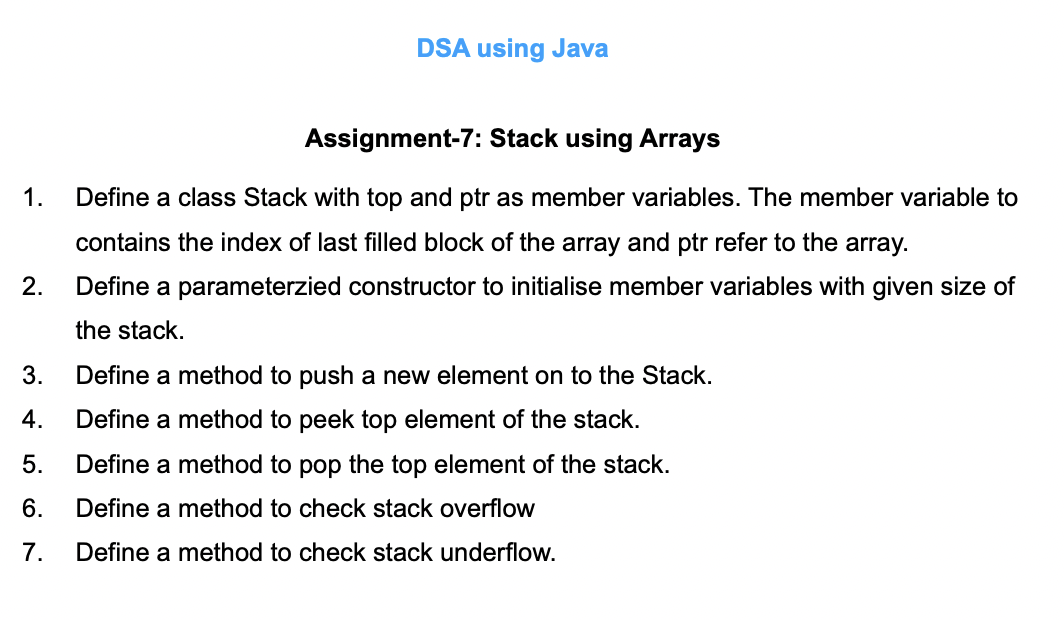 DSA using Java
Assignment-7: Stack using Arrays
1. Define a class Stack with top and ptr as member variables. The member variable to
contains the index of last filled block of the array and ptr refer to the array.
2. Define a parameterzied constructor to initialise member variables with given size of
the stack.
3. Define a method to push a new element on to the Stack.
4. Define a method to peek top element of the stack.
5. Define a method to pop the top element of the stack.
6. Define a method to check stack overflow
7. Define a method to check stack underflow.